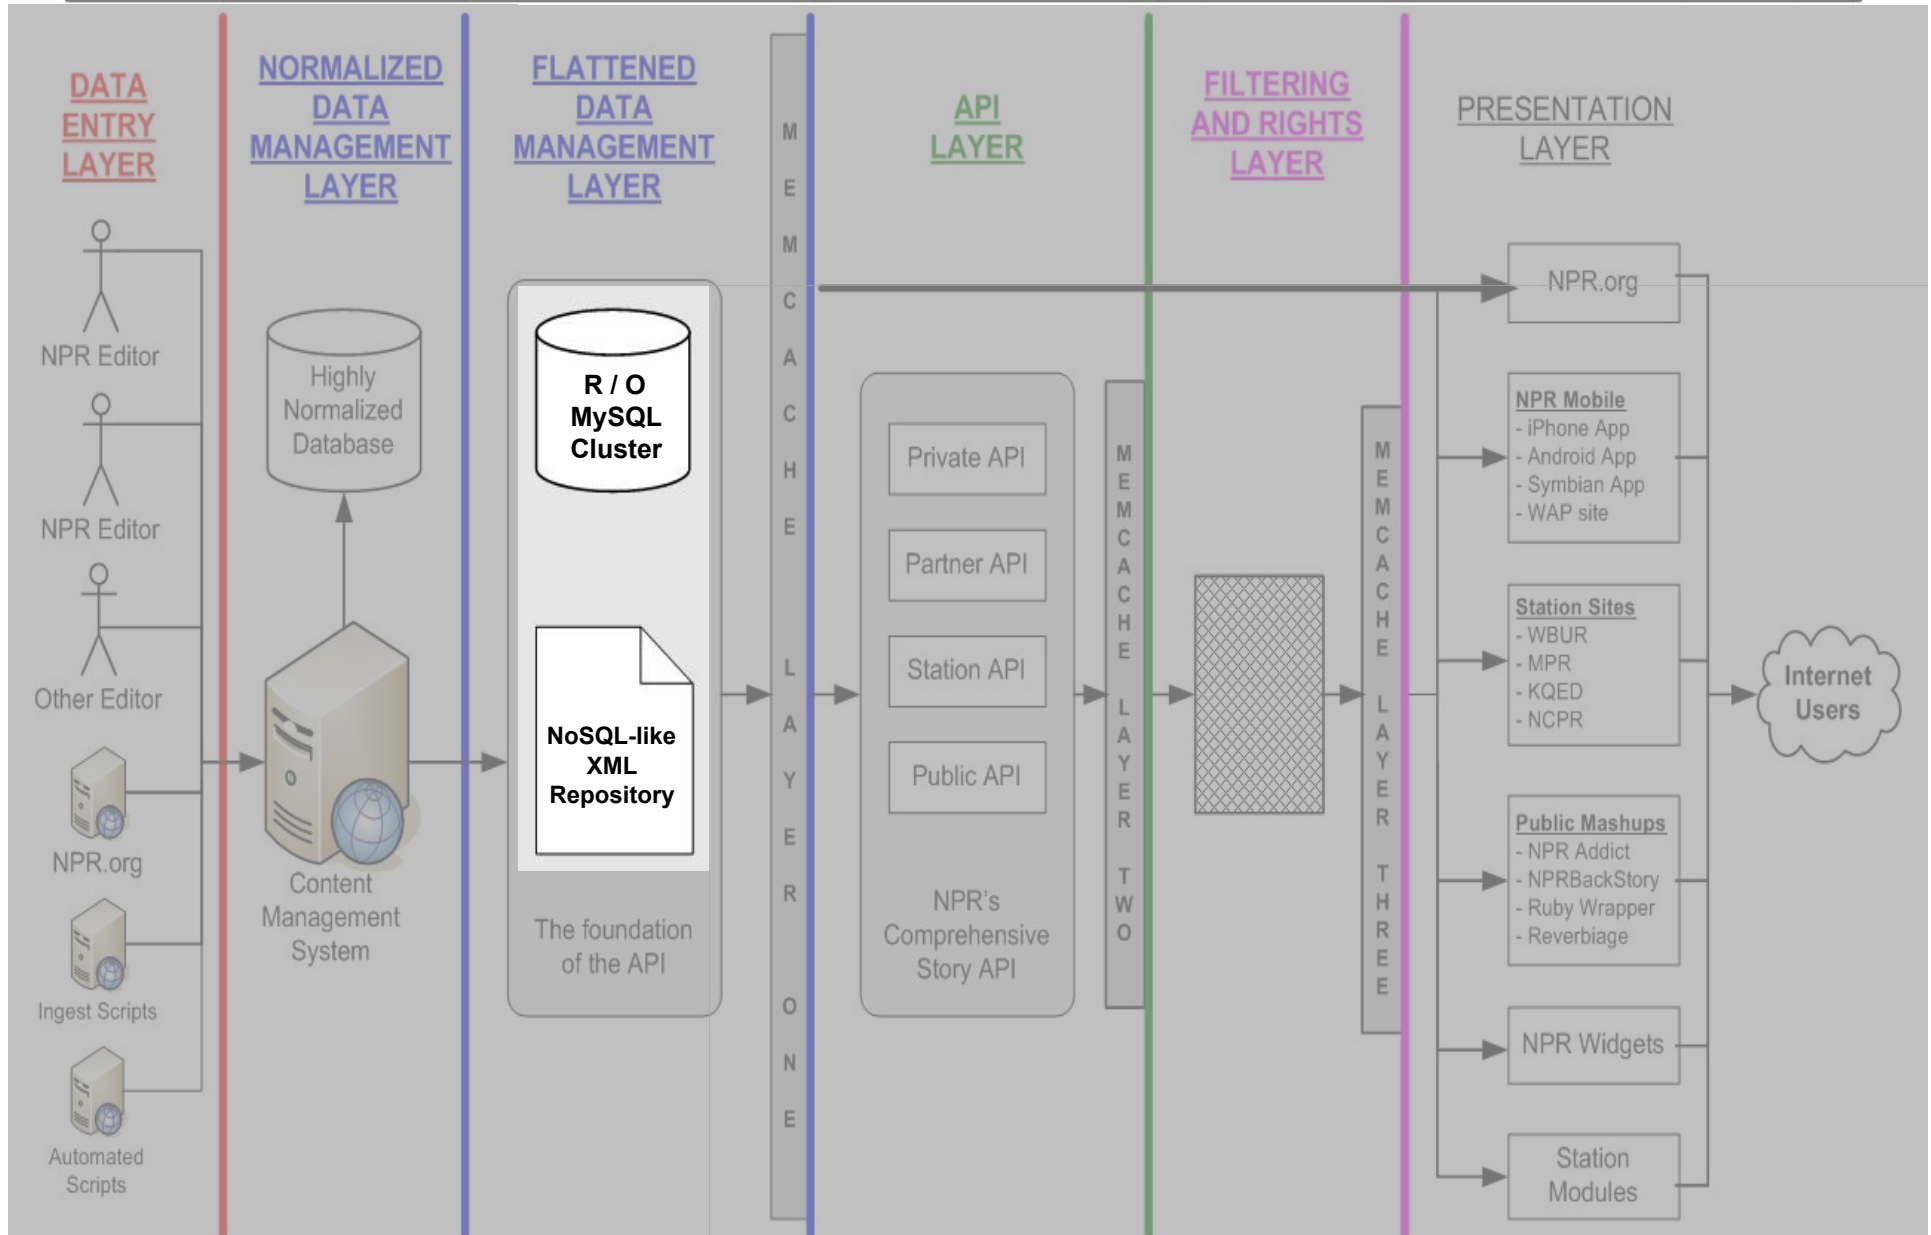 DATA
ENTRY
LAYER
NORMALIZED
DATA
MANAGEMENT
LAYER
FLATTENED
DATA
MANAGEMENT
LAYER
API
LAYER
FILTERING
AND RIGHTS
LAYER
PRESENTATION
LAYER
NPR Editor
NPR Editor
Other Editor
NPR.org
Ingest Scripts
Automated
Scripts
Highly
Normalized
Database
Content
Management
System
R / O
MySQL
Cluster
NoSQL-like
XML
Repository
The foundation
of the API
MEMCACHE LAYER ONE
Private API
Partner API
Station API
Public API
NPR's
Comprehensive
Story API
MEMCACHE LAYER TWO
MEMCACHE LAYER THREE
NPR.org
NPR Mobile
- iPhone App
- Android App
- Symbian App
- WAP site
Station Sites
- WBUR
- MPR
- KQED
- NCPR
Public Mashups
- NPR Addict
- NPRBackStory
- Ruby Wrapper
- Reverbiage
NPR Widgets
Station
Modules
Internet
Users